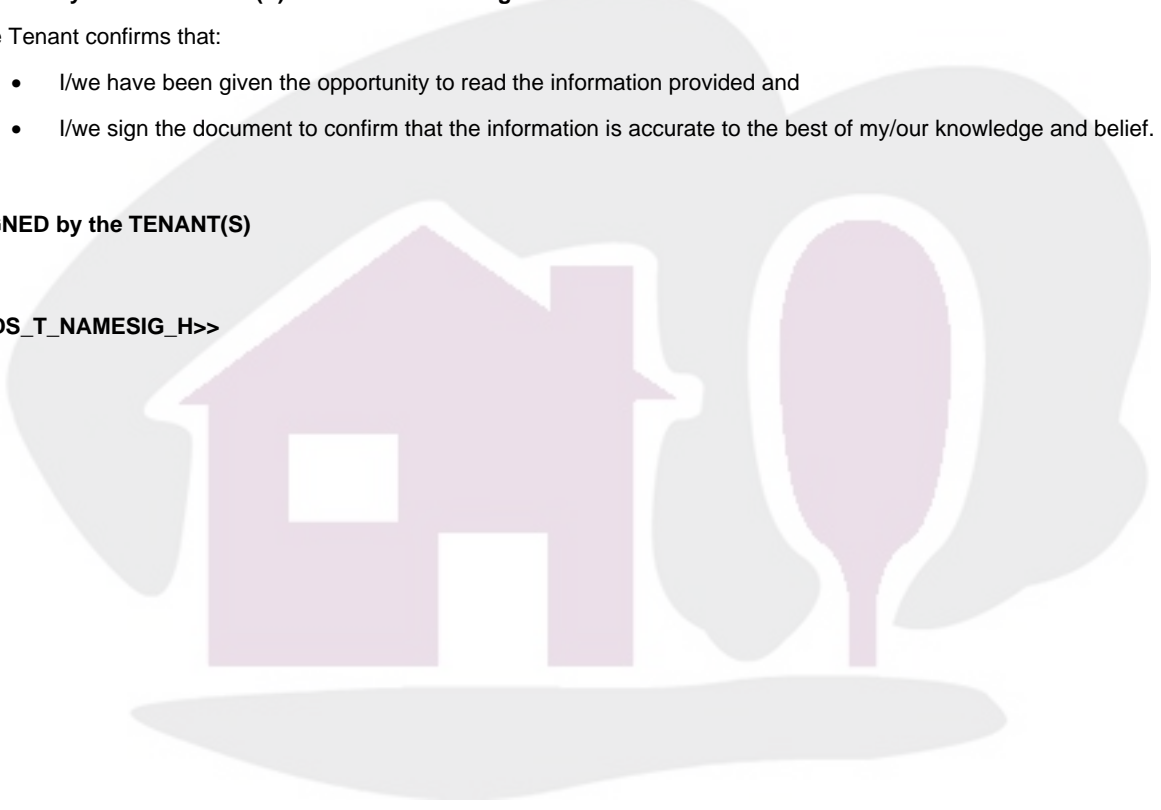 Tenant confirms that:
• I/we have been given the opportunity to read the information provided and
• I/we sign the document to confirm that the information is accurate to the best of my/our knowledge and belief.
NED by the TENANT(S)
DS_T_NAMESIG_H>>